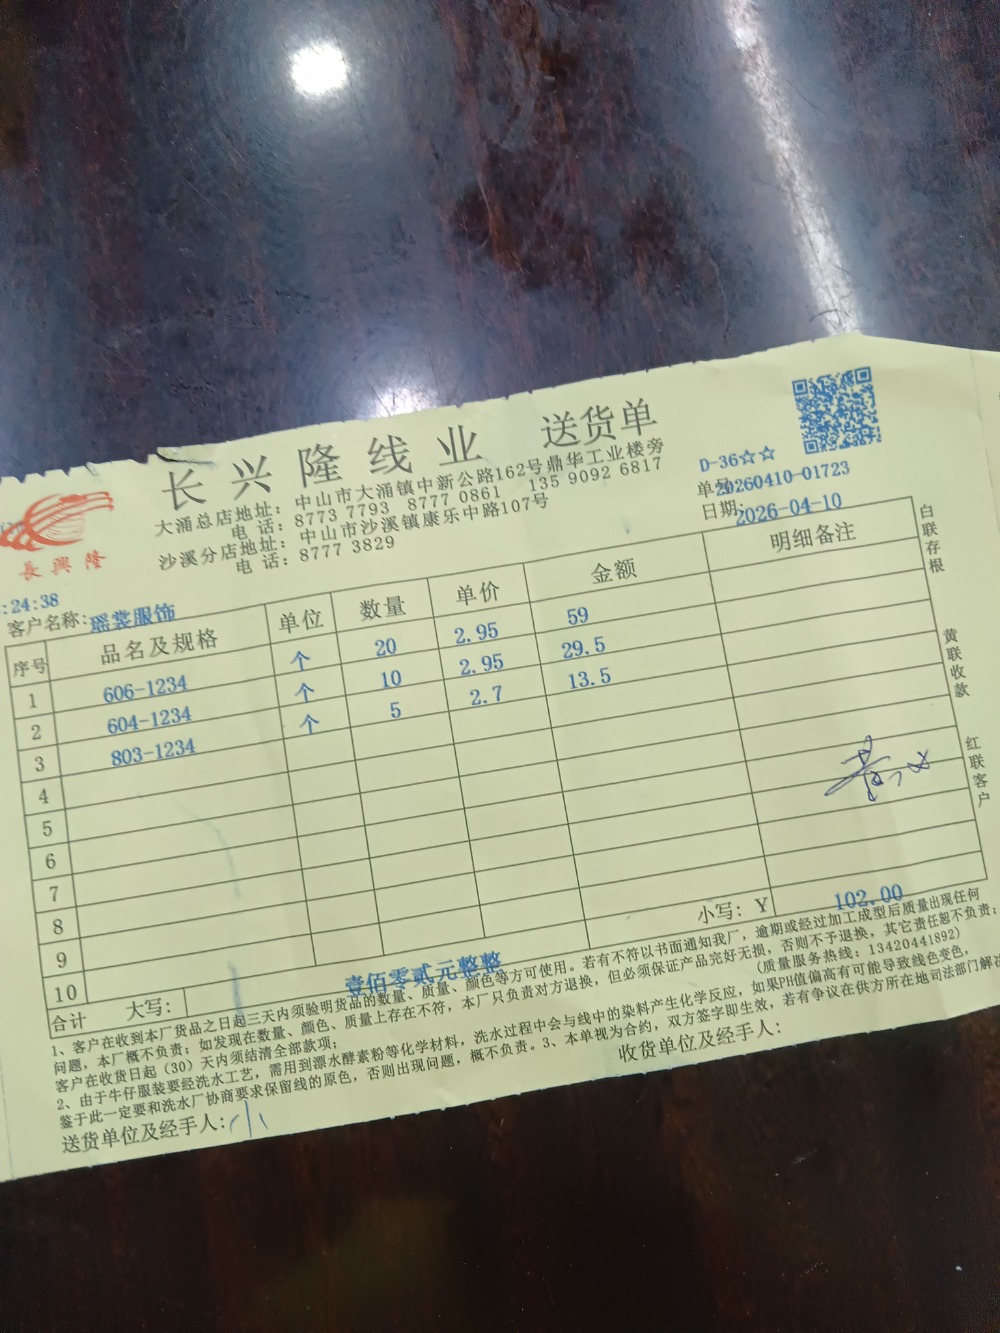 长兴隆线业 送货单
大涌总店地址：中山市大涌镇中新公路162号鼎华工业楼旁
电 话：8773 7793 8777 0861 135 9092 6817
沙溪分店地址：中山市沙溪镇康乐中路107号
电 话：8777 3829
D-36☆☆
单号20260410-01723
日期：2026-04-10
長興隆
:24:38
客户名称：瑶裳服饰
序号 品名及规格 单位 数量 单价 金额 明细备注
1 606-1234 个 20 2.95 59
2 604-1234 个 10 2.95 29.5
3 803-1234 个 5 2.7 13.5
4
5
6
7
8
9
10
合计 大写：壹佰零贰元整整 小写：Y 102.00
白联存根
黄联收款
红联客户
1、客户在收到本厂货品之日起三天内须验明货品的数量、质量、颜色等方可使用。若有不符以书面通知我厂，逾期或经过加工成型后质量出现任何
问题，本厂概不负责；如发现在数量、颜色、质量上存在不符，本厂只负责对方退换，但必须保证产品完好无损，否则不予退换，其它责任恕不负责；
客户在收货日起（30）天内须结清全部款项；（质量服务热线：13420441892）
2、由于牛仔服装要经洗水工艺，需用到漂水酵素粉等化学材料，洗水过程中会与线中的染料产生化学反应，如果PH值偏高有可能导致线色变色，
鉴于此一定要和洗水厂协商要求保留线的原色，否则出现问题，概不负责。3、本单视为合约，双方签字即生效，若有争议在供方所在地司法部门解决
送货单位及经手人：小 收货单位及经手人：